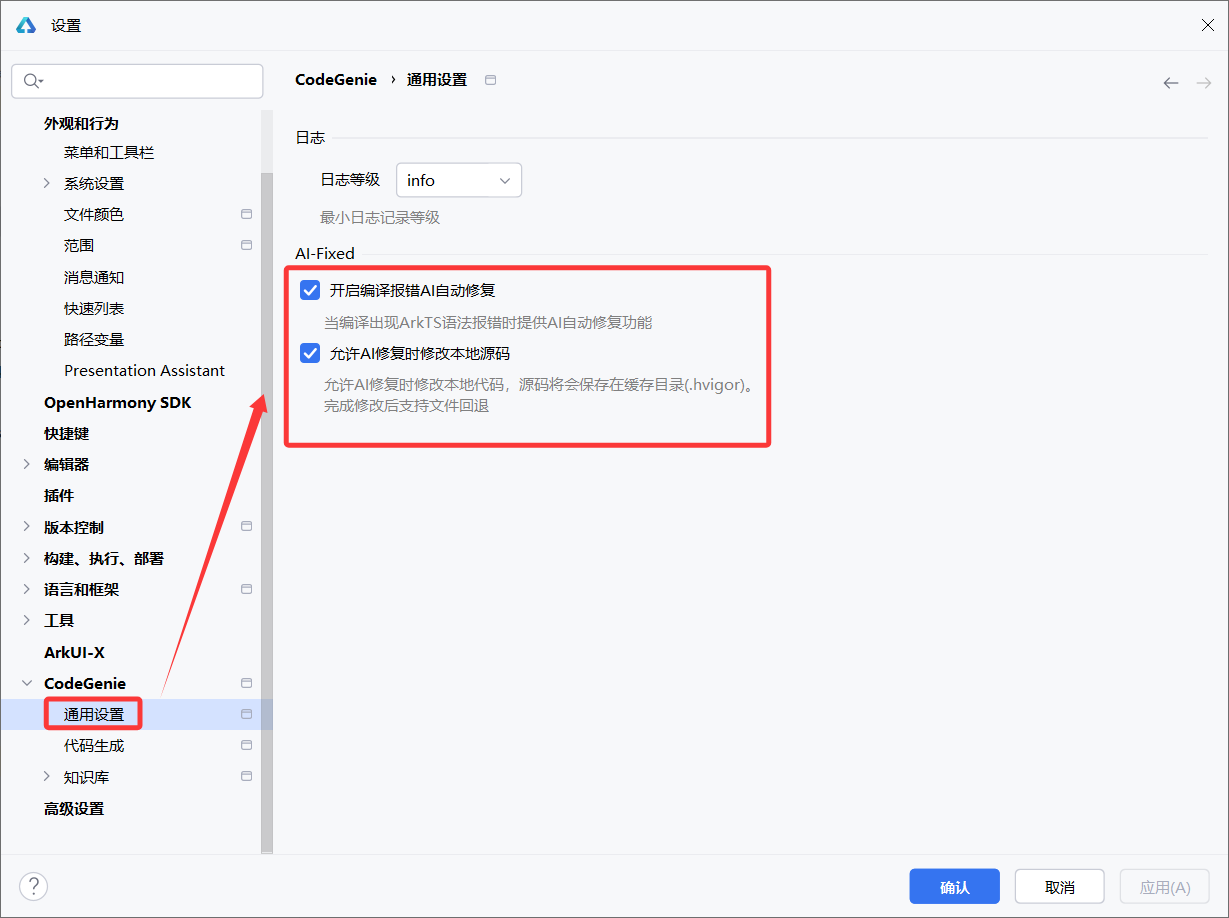 设置
外观和行为
菜单和工具栏
系统设置
文件颜色
范围
消息通知
快速列表
路径变量
Presentation Assistant
OpenHarmony SDK
快捷键
编辑器
插件
版本控制
构建、执行、部署
语言和框架
工具
ArkUI-X
CodeGenie
通用设置
代码生成
知识库
高级设置
CodeGenie › 通用设置
日志
日志等级 info
最小日志记录等级
AI-Fixed
开启编译报错AI自动修复
当编译出现ArkTS语法报错时提供AI自动修复功能
允许AI修复时修改本地源码
允许AI修复时修改本地代码，源码将会保存在缓存目录(.hvigor)。
完成修改后支持文件回退
?
确认
取消
应用(A)